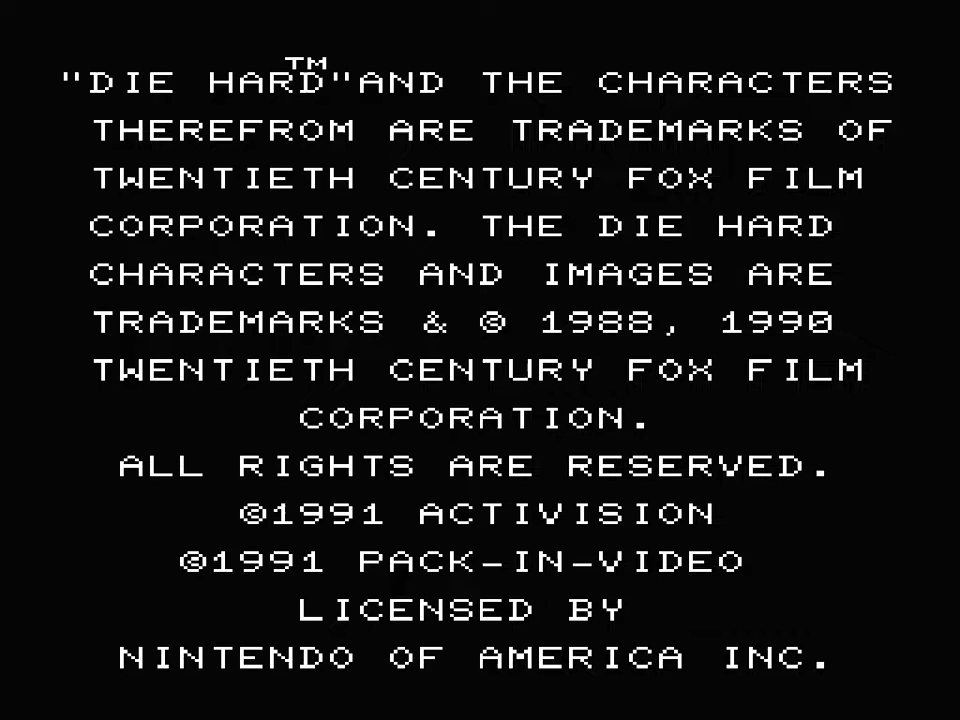 "DIE HARD™"AND THE CHARACTERS
THEREFROM ARE TRADEMARKS OF
TWENTIETH CENTURY FOX FILM
CORPORATION. THE DIE HARD
CHARACTERS AND IMAGES ARE
TRADEMARKS & © 1988, 1990
TWENTIETH CENTURY FOX FILM
CORPORATION.
ALL RIGHTS ARE RESERVED.
©1991 ACTIVISION
©1991 PACK-IN-VIDEO
LICENSED BY
NINTENDO OF AMERICA INC.